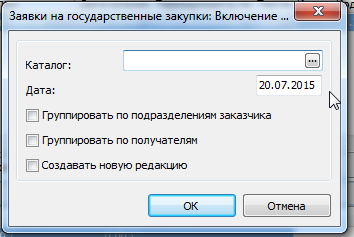 Заявки на государственные закупки: Включение ...
Каталог: ...
Дата: 20.07.2015
Группировать по подразделениям заказчика
Группировать по получателям
Создавать новую редакцию
OK Отмена